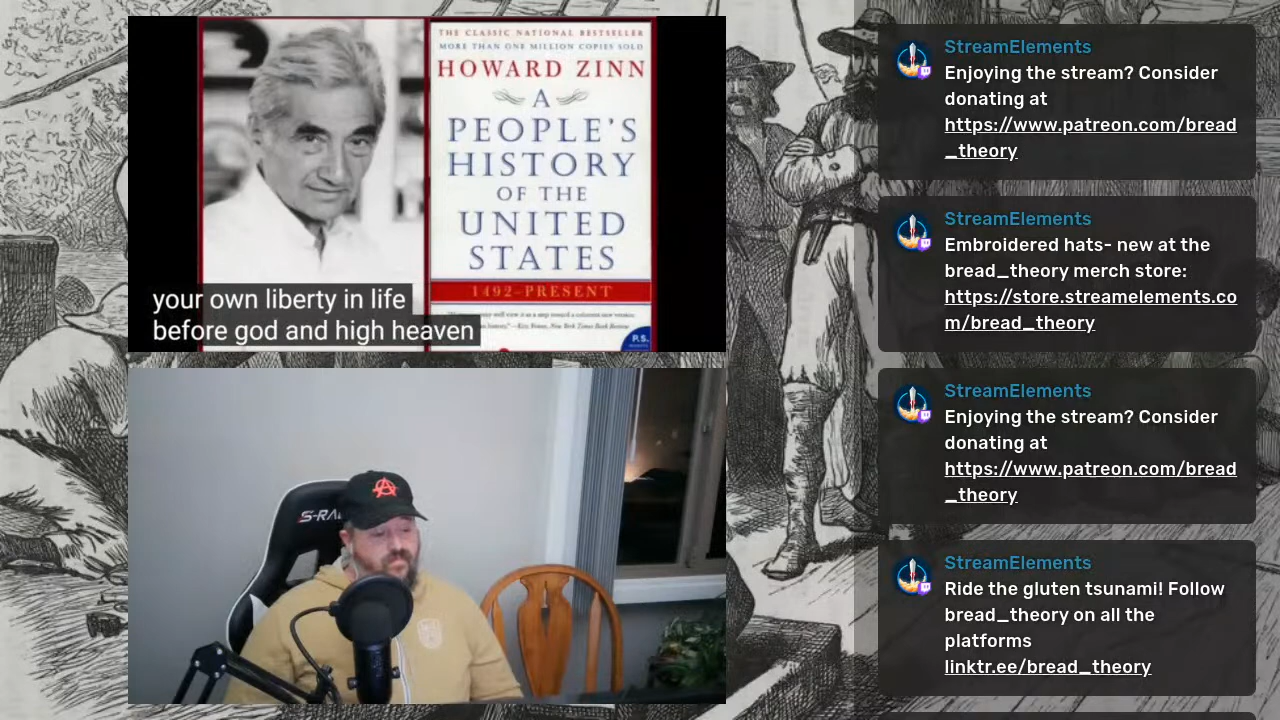 THE CLASSIC NATIONAL BESTSELLER
MORE THAN ONE MILLION COPIES SOLD
HOWARD ZINN
A
PEOPLE'S
HISTORY
OF THE
UNITED
STATES
1492–PRESENT
P.S.
your own liberty in life
before god and high heaven
StreamElements
Enjoying the stream? Consider
donating at
https://www.patreon.com/bread
_theory
StreamElements
Embroidered hats- new at the
bread_theory merch store:
https://store.streamelements.co
m/bread_theory
StreamElements
Enjoying the stream? Consider
donating at
https://www.patreon.com/bread
_theory
StreamElements
Ride the gluten tsunami! Follow
bread_theory on all the
platforms
linktr.ee/bread_theory